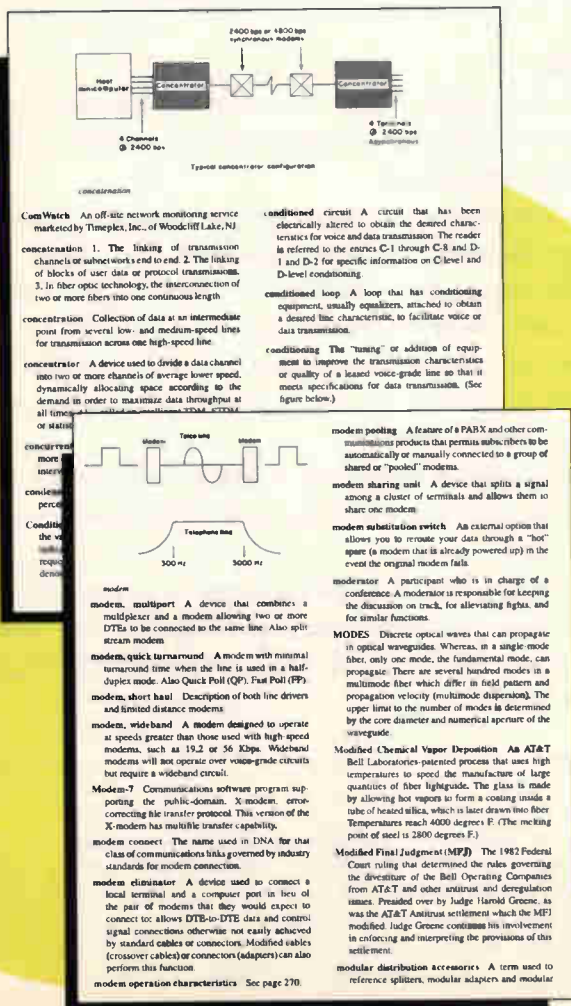 2400 bps or 4800 bps
synchronous modems
Host
minicomputer
Concentrator
Concentrator
4 Channels
@ 2400 bps
4 Terminals
@ 2400 bps
Asynchronous
Typical concentrator configuration
concatenation
ComWatch An off-site network monitoring service
marketed by Timeplex, Inc., of Woodcliff Lake, NJ
concatenation 1. The linking of transmission
channels or subnetworks end to end. 2. The linking
of blocks of user data or protocol transmissions.
3. In fiber optic technology, the interconnection of
two or more fibers into one continuous length
concentration Collection of data at an intermediate
point from several low- and medium-speed lines
for transmission across one high-speed line
concentrator A device used to divide a data channel
into two or more channels of average lower speed,
dynamically allocating space according to the
demand in order to maximize data throughput at
all times.
or statist
concurrent
more
interv
conde
perce
Conditio
the v
requi
deno
conditioned circuit A circuit that has been
electrically altered to obtain the desired charac-
teristics for voice and data transmission. The reader
is referred to the entries C-1 through C-8 and D-
1 and D-2 for specific information on C-level and
D-level conditioning.
conditioned loop A loop that has conditioning
equipment, usually equalizers, attached to obtain
a desired line characteristic, to facilitate voice or
data transmission.
conditioning The "tuning" or addition of equip-
ment to improve the transmission characteristics
or quality of a leased voice-grade line so that it
meets specifications for data transmission. (See
figure below.)
Modem
Telco line
Modem
Telephone line
300 Hz
3000 Hz
modem
modem, multiport A device that combines a
multiplexer and a modem allowing two or more
DTEs to be connected to the same line. Also split
stream modem
modem, quick turnaround A modem with minimal
turnaround time when the line is used in a half-
duplex mode. Also Quick Poll (QP), Fast Poll (FP)
modem, short haul Description of both line drivers
and limited distance modems
modem, wideband A modem designed to operate
at speeds greater than those used with high-speed
modems, such as 19.2 or 56 Kbps. Wideband
modems will not operate over voice-grade circuits
but require a wideband circuit.
Modem-7 Communications software program sup-
porting the public-domain, X-modem, error-
correcting file transfer protocol. This version of the
X-modem has multifile transfer capability.
modem connect The name used in DNA for that
class of communications links governed by industry
standards for modem connection.
modem eliminator A device used to connect a
local terminal and a computer port in lieu of
the pair of modems that they would expect to
connect to: allows DTE-to-DTE data and control
signal connections otherwise not easily achieved
by standard cables or connectors. Modified cables
(crossover cables) or connectors (adapters) can also
perform this function
modem operation characteristics See page 270.
modem pooling A feature of a PABX and other com-
munications products that permits subscribers to be
automatically or manually connected to a group of
shared or "pooled" modems.
modem sharing unit A device that splits a signal
among a cluster of terminals and allows them to
share one modem
modem substitution switch An external option that
allows you to reroute your data through a "hot"
spare (a modem that is already powered up) in the
event the original modem fails
moderator A participant who is in charge of a
conference. A moderator is responsible for keeping
the discussion on track, for alleviating fights, and
for similar functions.
MODES Discrete optical waves that can propagate
in optical waveguides. Whereas, in a single-mode
fiber, only one mode, the fundamental mode, can
propagate. There are several hundred modes in a
multimode fiber which differ in field pattern and
propagation velocity (multimode dispersion). The
upper limit to the number of modes is determined
by the core diameter and numerical aperture of the
waveguide
Modified Chemical Vapor Deposition An AT&T
Bell Laboratories-patented process that uses high
temperatures to speed the manufacture of large
quantities of fiber lightguide. The glass is made
by allowing hot vapors to form a coating inside a
tube of heated silica, which is later drawn into fiber
Temperatures reach 4000 degrees F. (The melting
point of steel is 2800 degrees F.)
Modified Final Judgment (MFJ) The 1982 Federal
Court ruling that determined the rules governing
the divestiture of the Bell Operating Companies
from AT&T and other antitrust and deregulation
issues. Presided over by Judge Harold Greene, as
was the AT&T Antitrust settlement which the MFJ
modified. Judge Greene continues his involvement
in enforcing and interpreting the provisions of this
settlement.
modular distribution accessories A term used to
reference splitters, modular adapters and modular